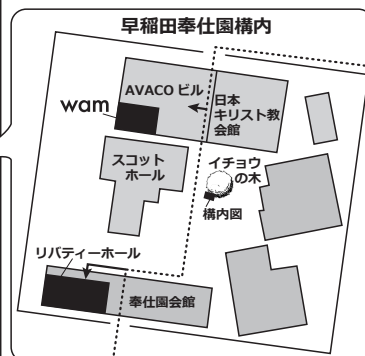 早稲田奉仕園構内
AVACO ビル
wam
日本
キリスト教
会館
スコット
ホール
イチョウ
の木
構内図
リバティーホール
奉仕園会館